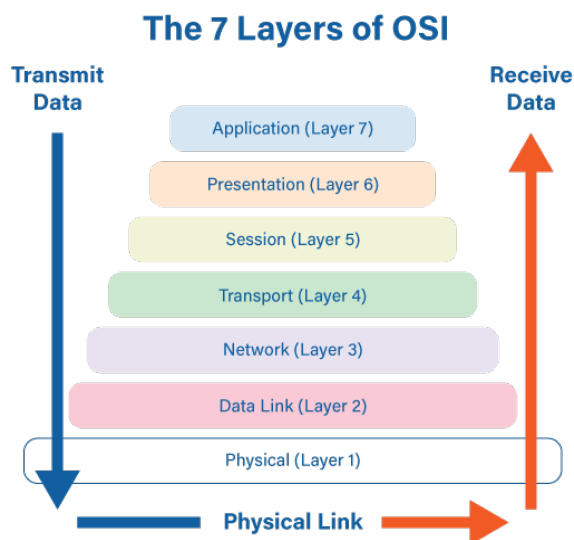 The 7 Layers of OSI
Transmit
Data
Receive
Data
Application (Layer 7)
Presentation (Layer 6)
Session (Layer 5)
Transport (Layer 4)
Network (Layer 3)
Data Link (Layer 2)
Physical (Layer 1)
Physical Link